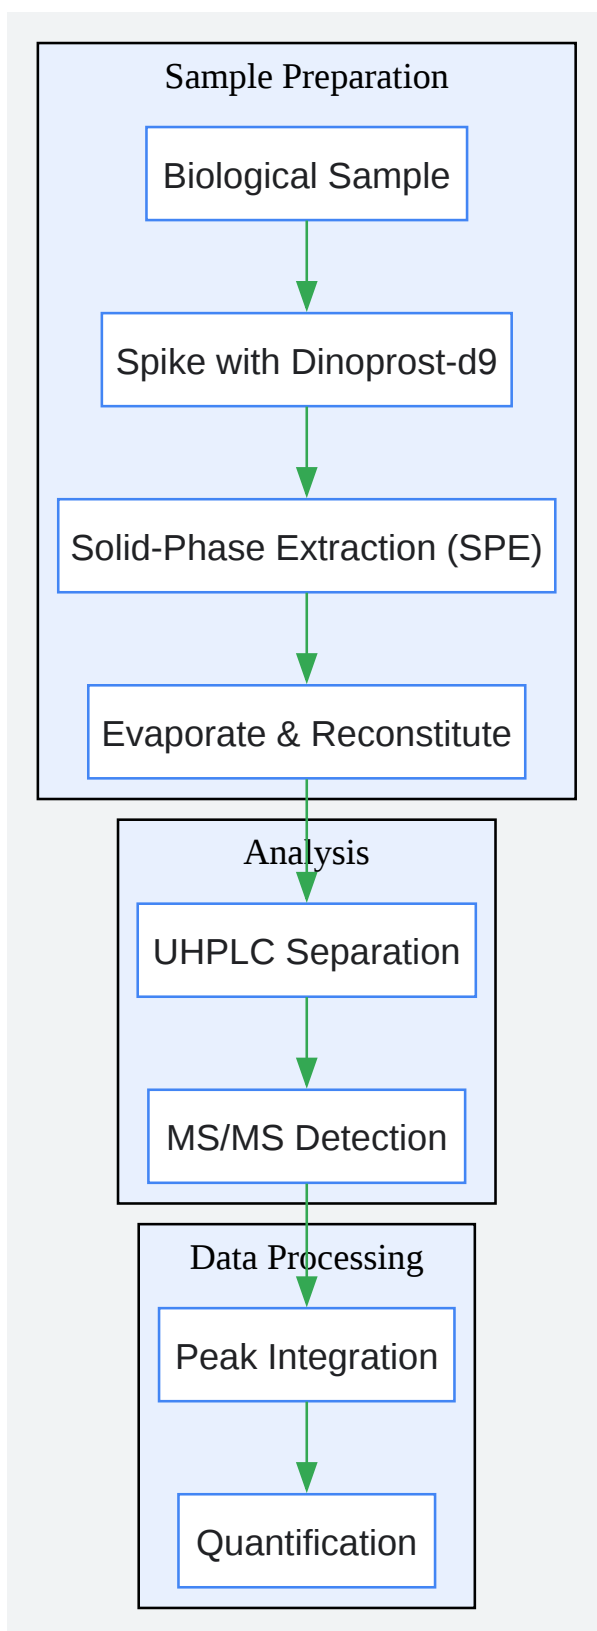 Sample Preparation
Biological Sample
Spike with Dinoprost-d9
Solid-Phase Extraction (SPE)
Evaporate & Reconstitute
Analysis
UHPLC Separation
MS/MS Detection
Data Processing
Peak Integration
Quantification